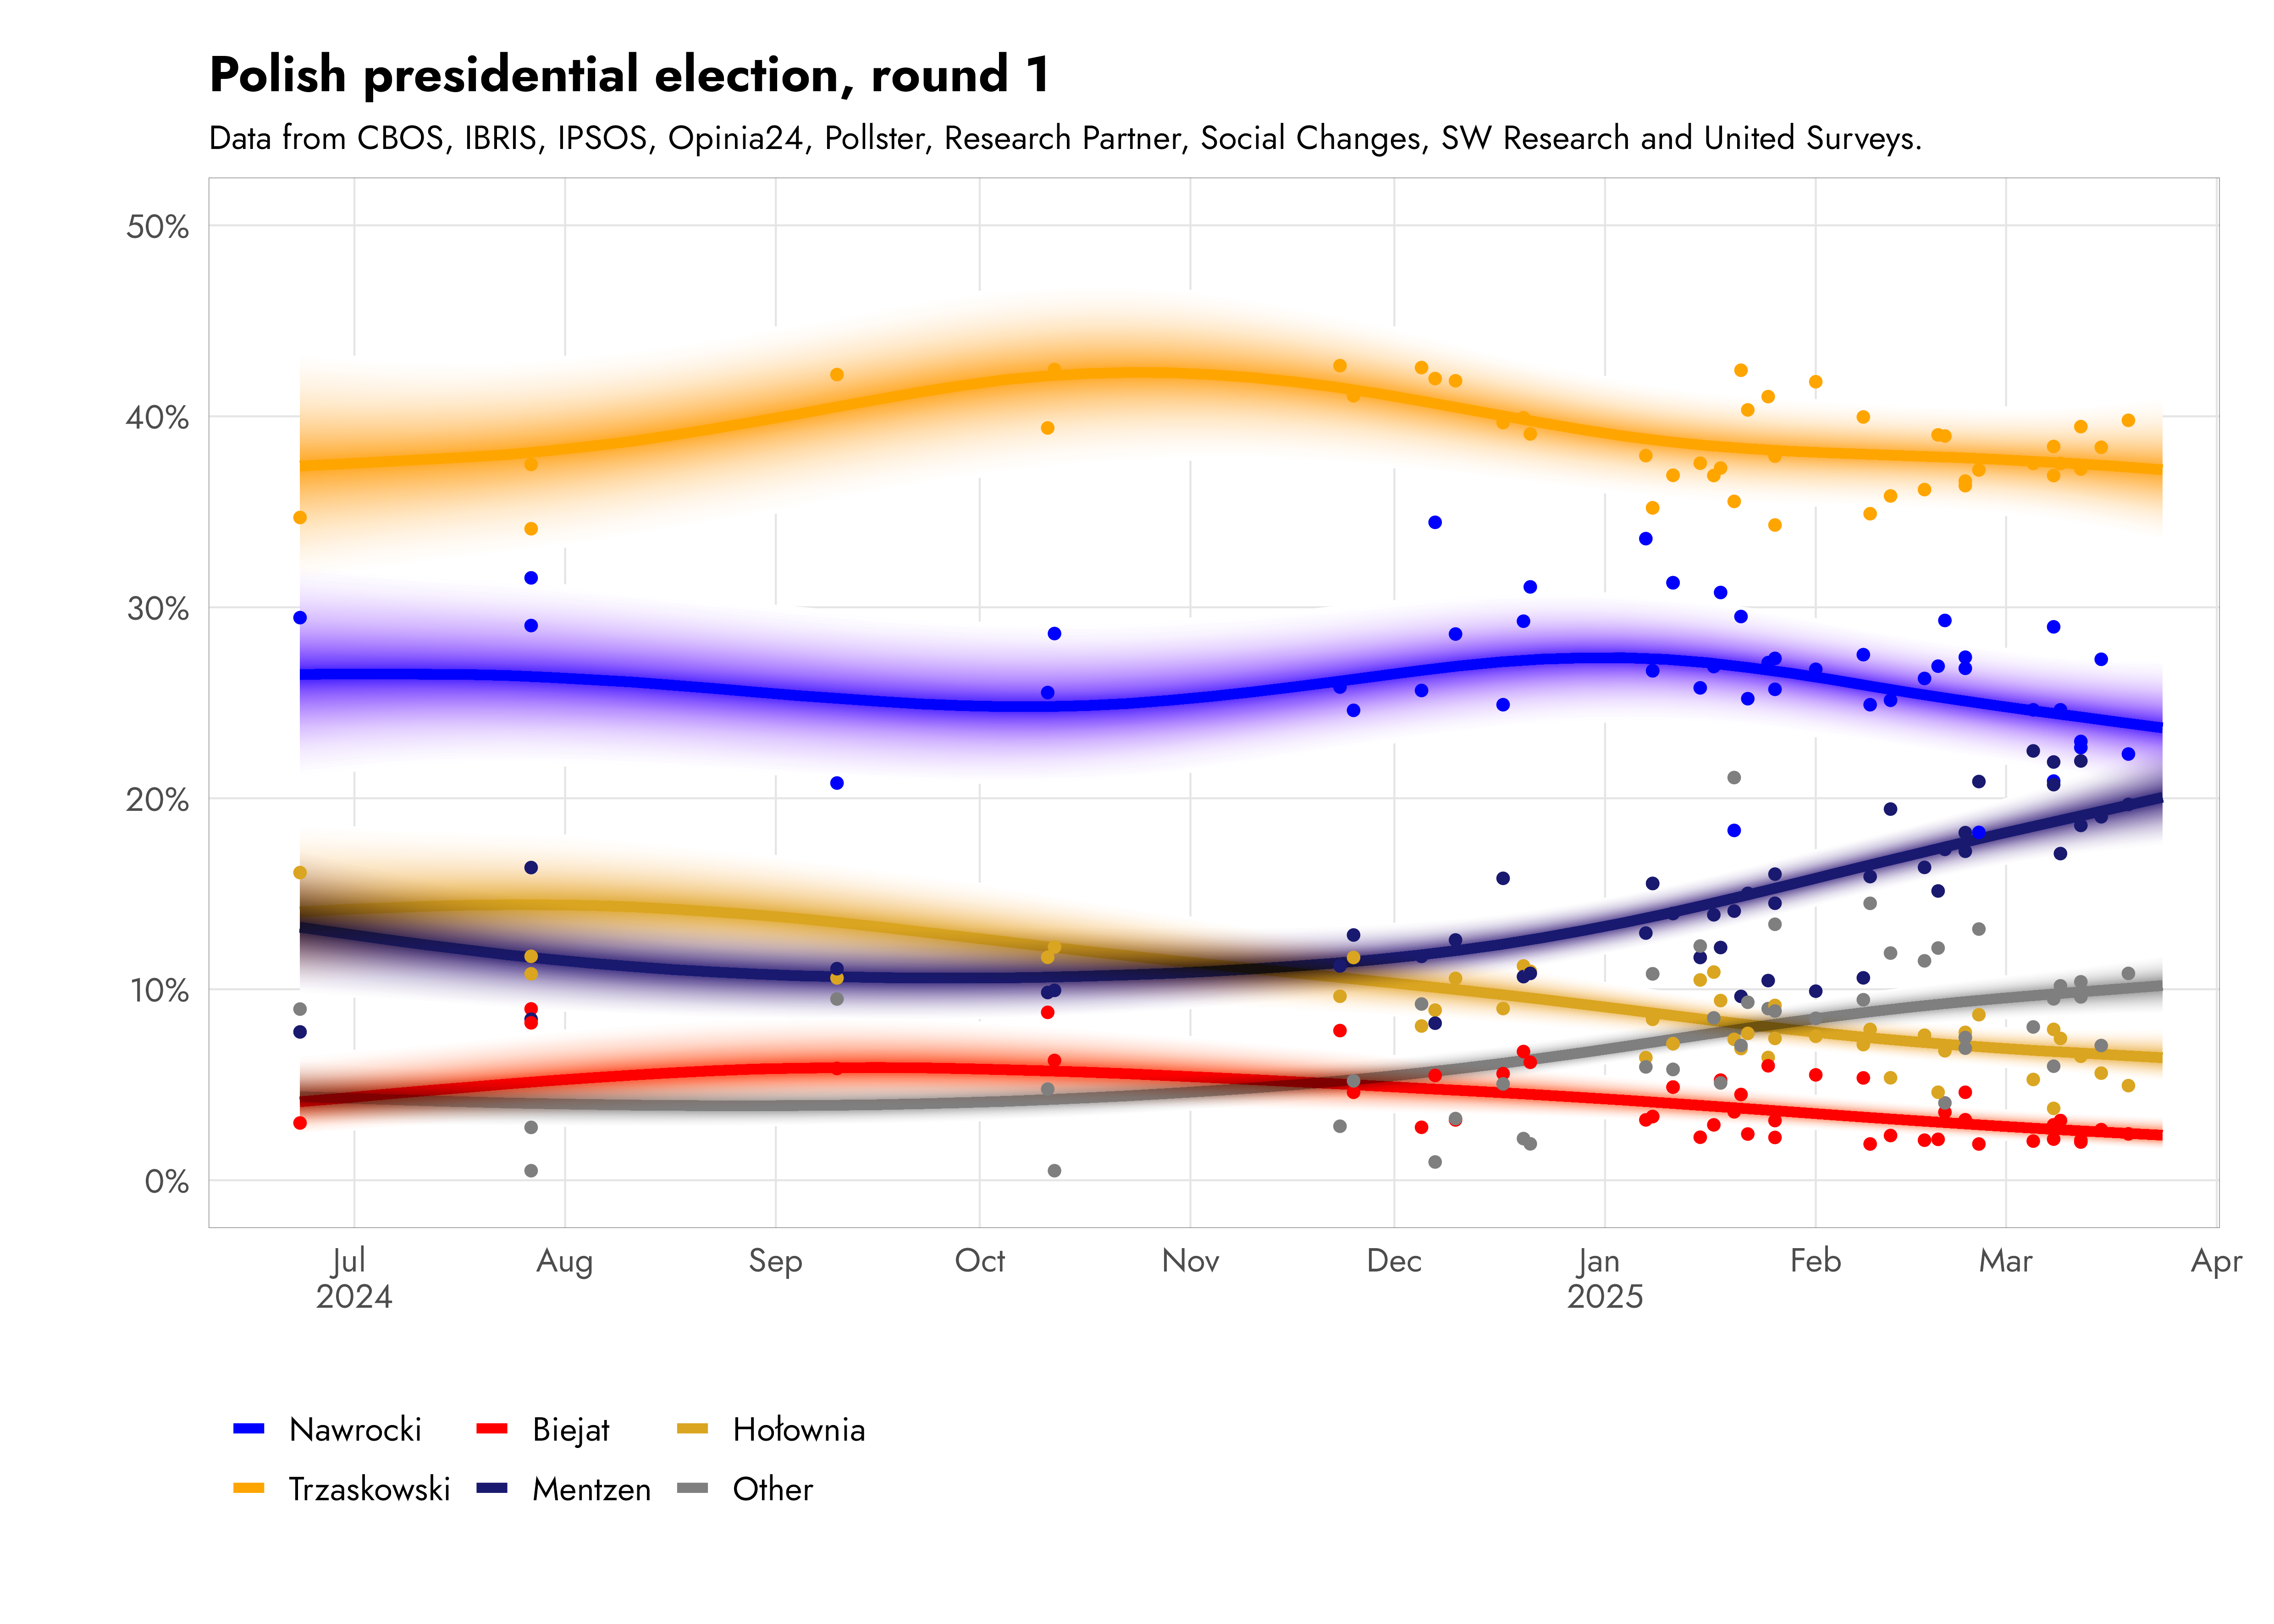 Polish presidential election, round 1
Data from CBOS, IBRIS, IPSOS, Opinia24, Pollster, Research Partner, Social Changes, SW Research and United Surveys.
50%
40%
30%
20%
10%
0%
Jul Aug Sep Oct Nov Dec Jan Feb Mar Apr
2024 2025
Nawrocki Biejat Hołownia
Trzaskowski Mentzen Other